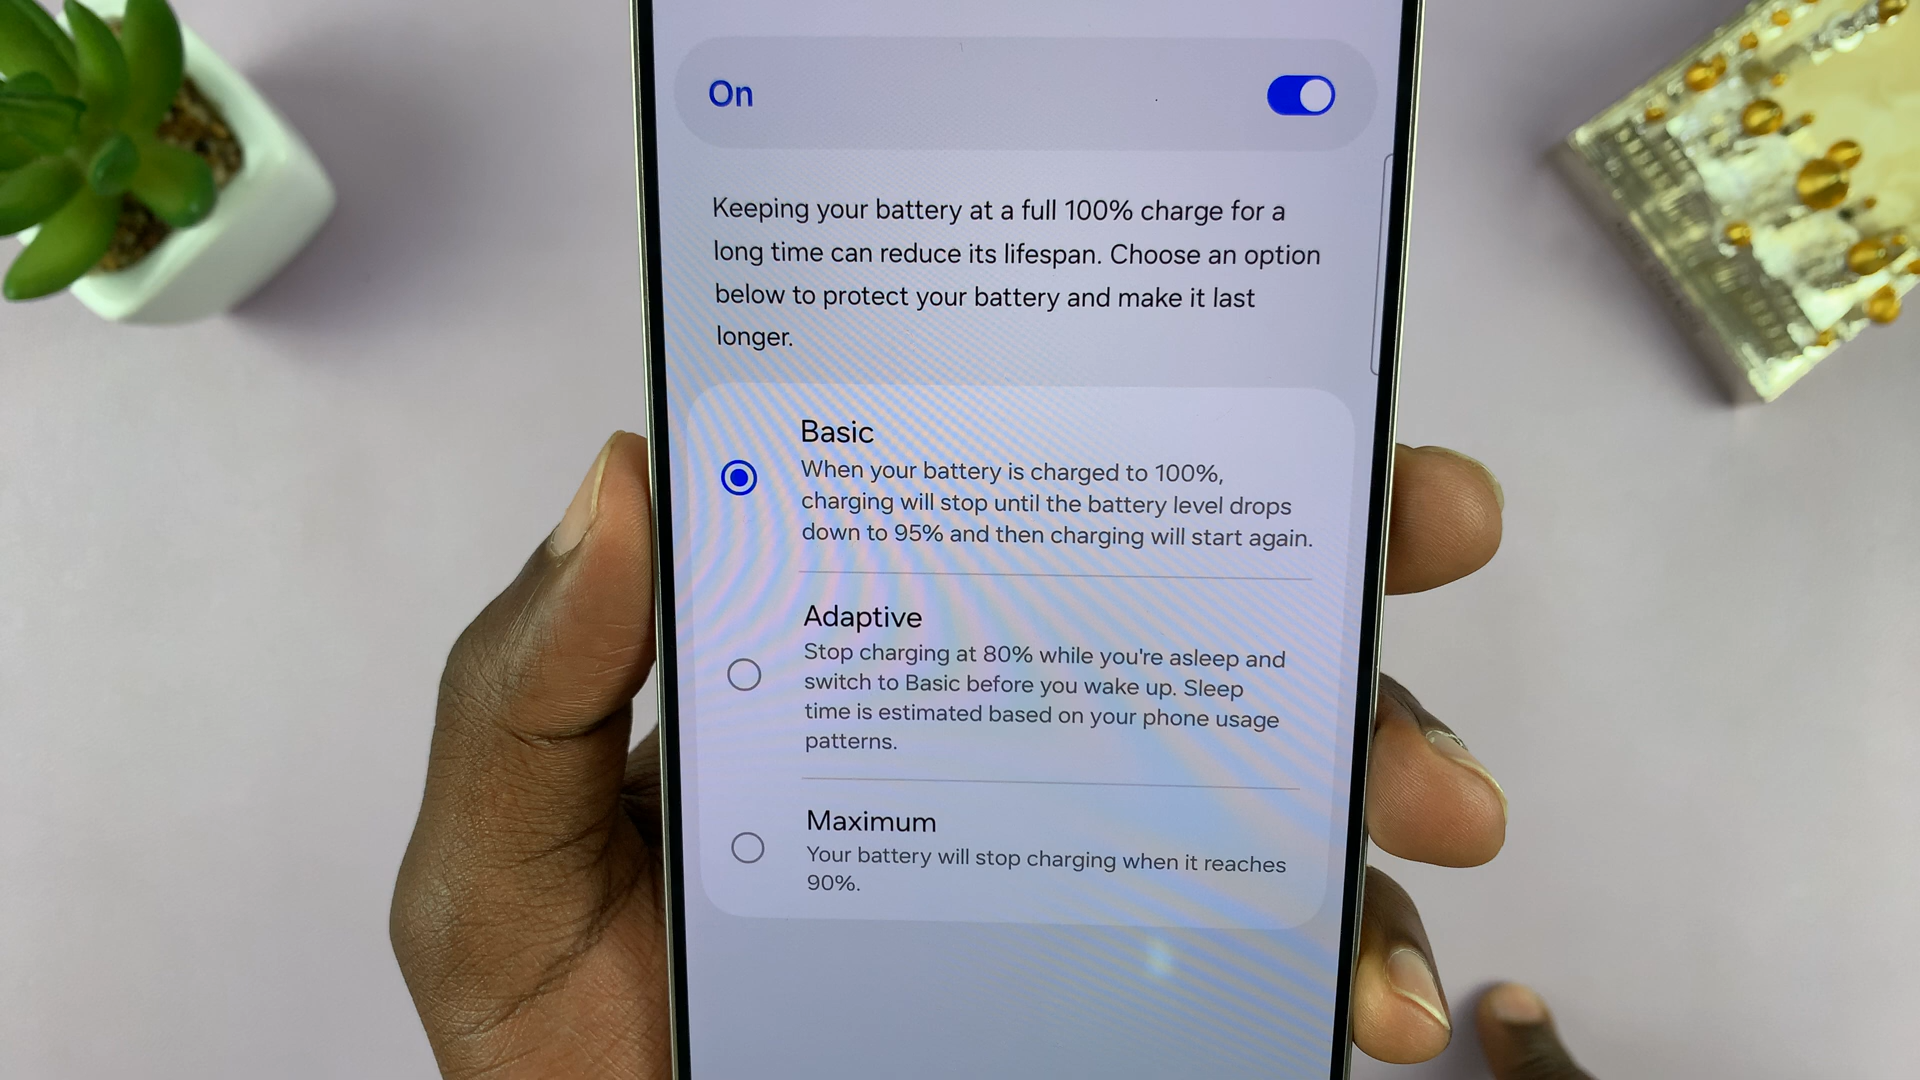 On
Keeping your battery at a full 100% charge for a
long time can reduce its lifespan. Choose an option
below to protect your battery and make it last
longer.
Basic
When your battery is charged to 100%,
charging will stop until the battery level drops
down to 95% and then charging will start again.
Adaptive
Stop charging at 80% while you're asleep and
switch to Basic before you wake up. Sleep
time is estimated based on your phone usage
patterns.
Maximum
Your battery will stop charging when it reaches
90%.